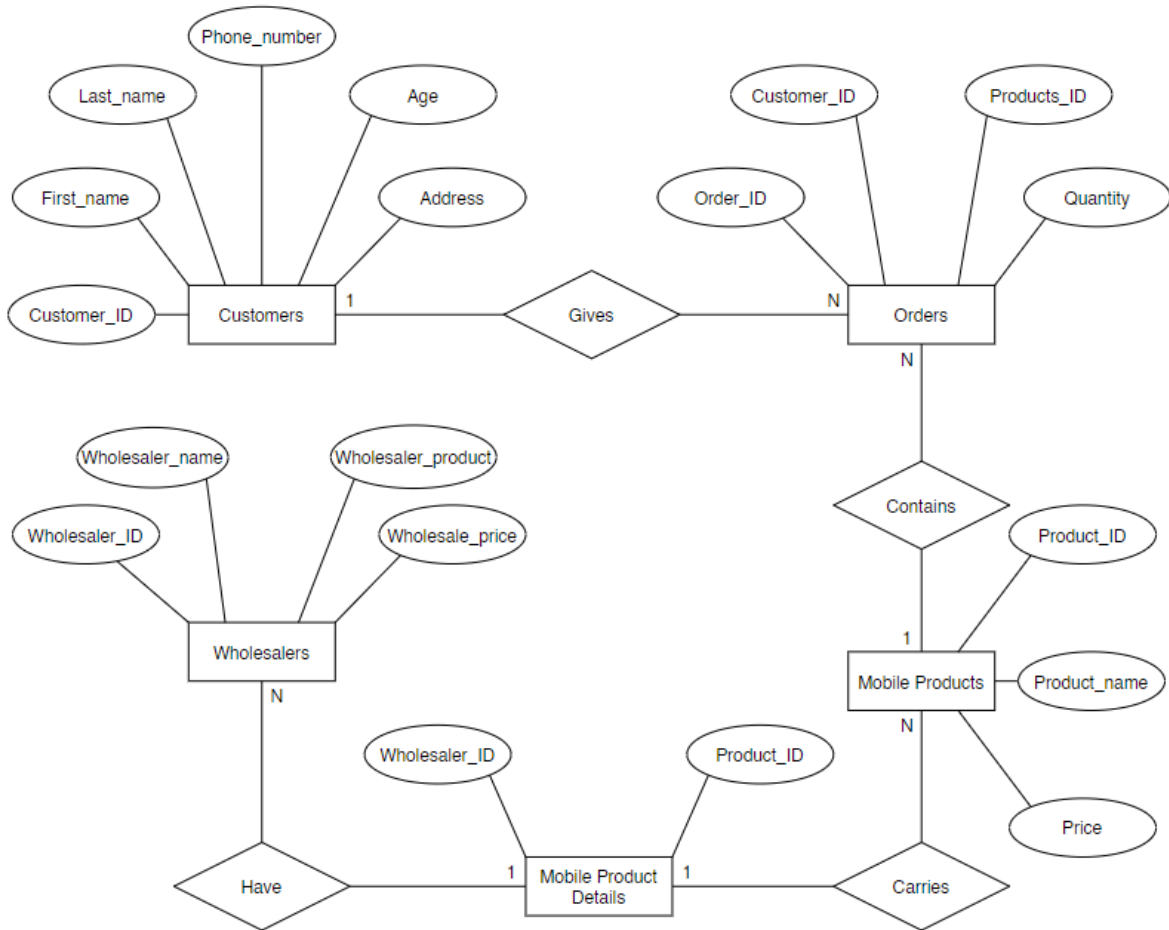 Phone_number
Last_name
Age
Customer_ID
Products_ID
First_name
Address
Order_ID
Quantity
Customer_ID
Customers
1
Gives
N
Orders
N
Wholesaler_name
Wholesaler_product
Contains
Wholesaler_ID
Wholesale_price
Product_ID
1
Wholesalers
Mobile Products
Product_name
N
N
Wholesaler_ID
Product_ID
Price
Have
1
Mobile Product
Details
1
Carries